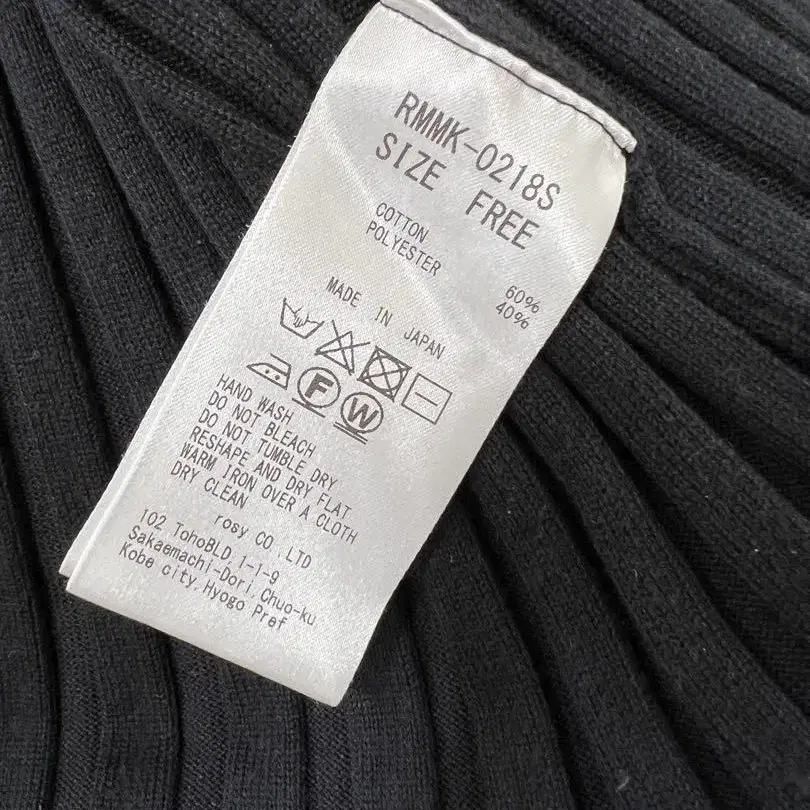 RMMK-0218S
SIZE FREE
COTTON 60%
POLYESTER 40%
MADE IN JAPAN
F W
HAND WASH
DO NOT BLEACH
DO NOT TUMBLE DRY
RESHAPE AND DRY FLAT
WARM IRON OVER A CLOTH
DRY CLEAN
rosy CO. LTD
102 TohoBLD, 1-1-9
Sakaemachi-Dori, Chuo-ku
Kobe city, Hyogo Pref